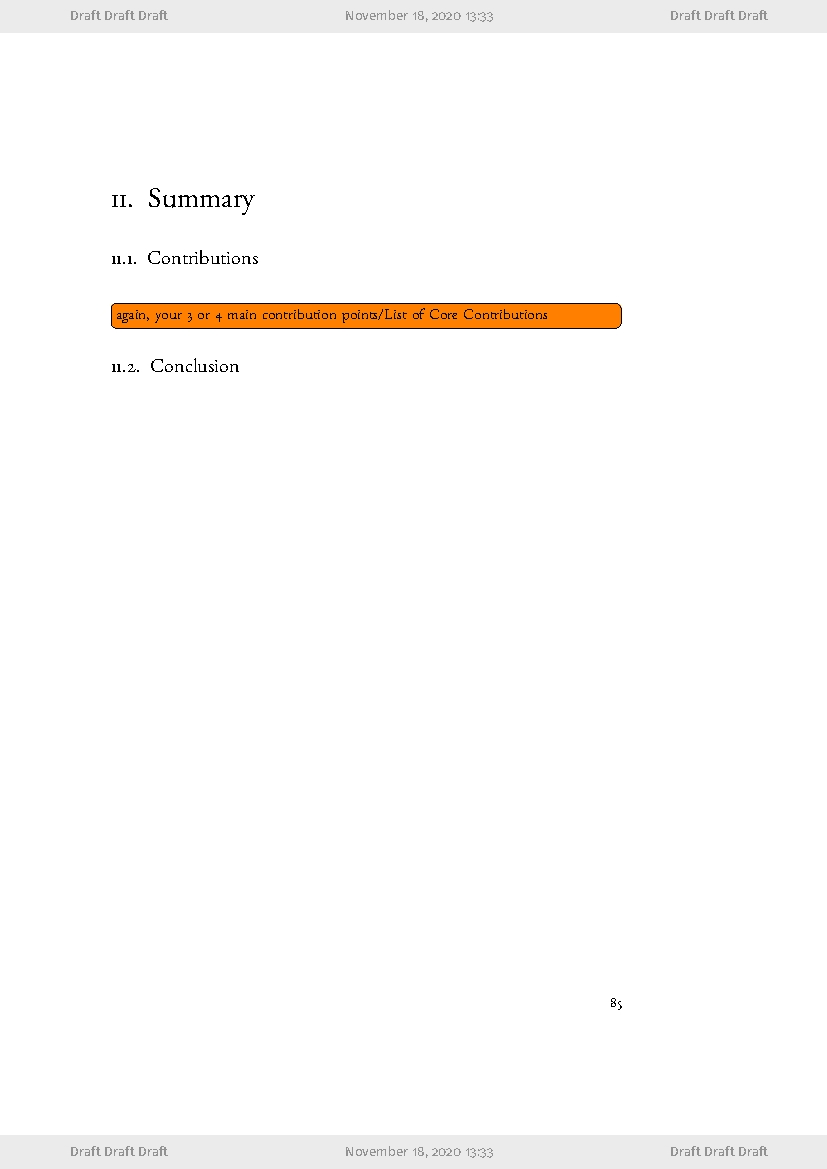 Draft Draft Draft November 18, 2020 13:33 Draft Draft Draft
11. Summary
11.1. Contributions
again, your 3 or 4 main contribution points/List of Core Contributions
11.2. Conclusion
85
Draft Draft Draft November 18, 2020 13:33 Draft Draft Draft